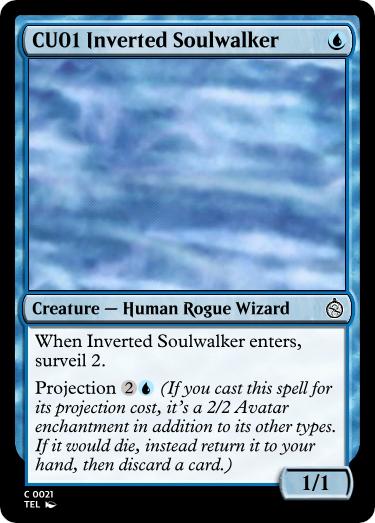 CU01 Inverted Soulwalker
Creature — Human Rogue Wizard
When Inverted Soulwalker enters,
surveil 2.
Projection 2 (If you cast this spell for
its projection cost, it's a 2/2 Avatar
enchantment in addition to its other types.
If it would die, instead return it to your
hand, then discard a card.)
1/1
C 0021
TEL